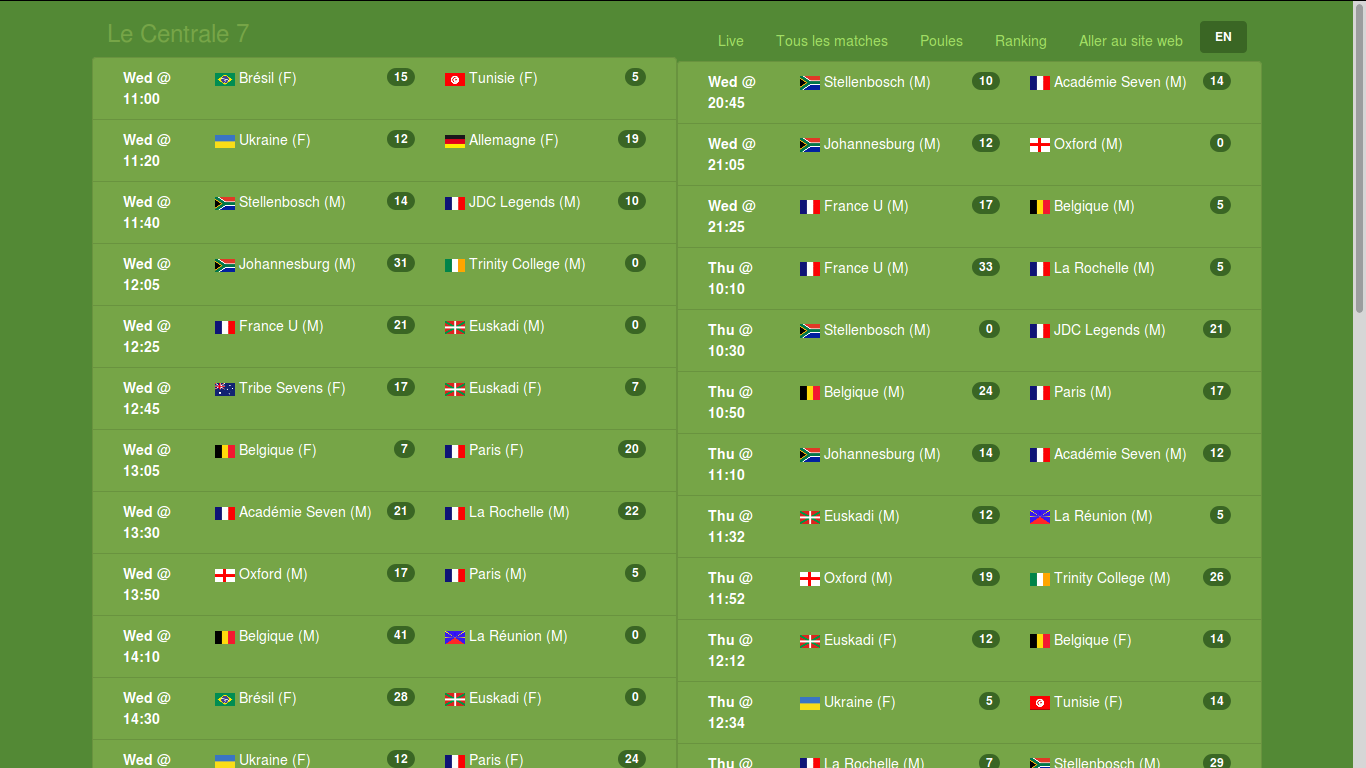 Le Centrale 7
Live Tous les matches Poules Ranking Aller au site web EN
Wed @ 11:00 Brésil (F) 15 Tunisie (F) 5
Wed @ 11:20 Ukraine (F) 12 Allemagne (F) 19
Wed @ 11:40 Stellenbosch (M) 14 JDC Legends (M) 10
Wed @ 12:05 Johannesburg (M) 31 Trinity College (M) 0
Wed @ 12:25 France U (M) 21 Euskadi (M) 0
Wed @ 12:45 Tribe Sevens (F) 17 Euskadi (F) 7
Wed @ 13:05 Belgique (F) 7 Paris (F) 20
Wed @ 13:30 Académie Seven (M) 21 La Rochelle (M) 22
Wed @ 13:50 Oxford (M) 17 Paris (M) 5
Wed @ 14:10 Belgique (M) 41 La Réunion (M) 0
Wed @ 14:30 Brésil (F) 28 Euskadi (F) 0
Wed @ Ukraine (F) 12 Paris (F) 24
Wed @ 20:45 Stellenbosch (M) 10 Académie Seven (M) 14
Wed @ 21:05 Johannesburg (M) 12 Oxford (M) 0
Wed @ 21:25 France U (M) 17 Belgique (M) 5
Thu @ 10:10 France U (M) 33 La Rochelle (M) 5
Thu @ 10:30 Stellenbosch (M) 0 JDC Legends (M) 21
Thu @ 10:50 Belgique (M) 24 Paris (M) 17
Thu @ 11:10 Johannesburg (M) 14 Académie Seven (M) 12
Thu @ 11:32 Euskadi (M) 12 La Réunion (M) 5
Thu @ 11:52 Oxford (M) 19 Trinity College (M) 26
Thu @ 12:12 Euskadi (F) 12 Belgique (F) 14
Thu @ 12:34 Ukraine (F) 5 Tunisie (F) 14
Thu @ La Rochelle (M) 7 Stellenbosch (M) 29